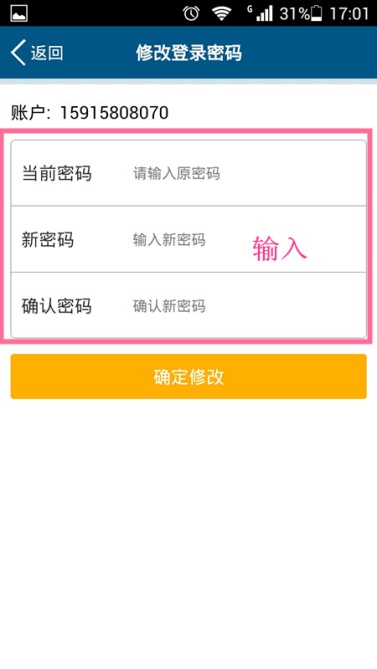 G 31% 17:01
返回 修改登录密码
账户: 15915808070
当前密码 请输入原密码
新密码 输入新密码 输入
确认密码 确认新密码
确定修改